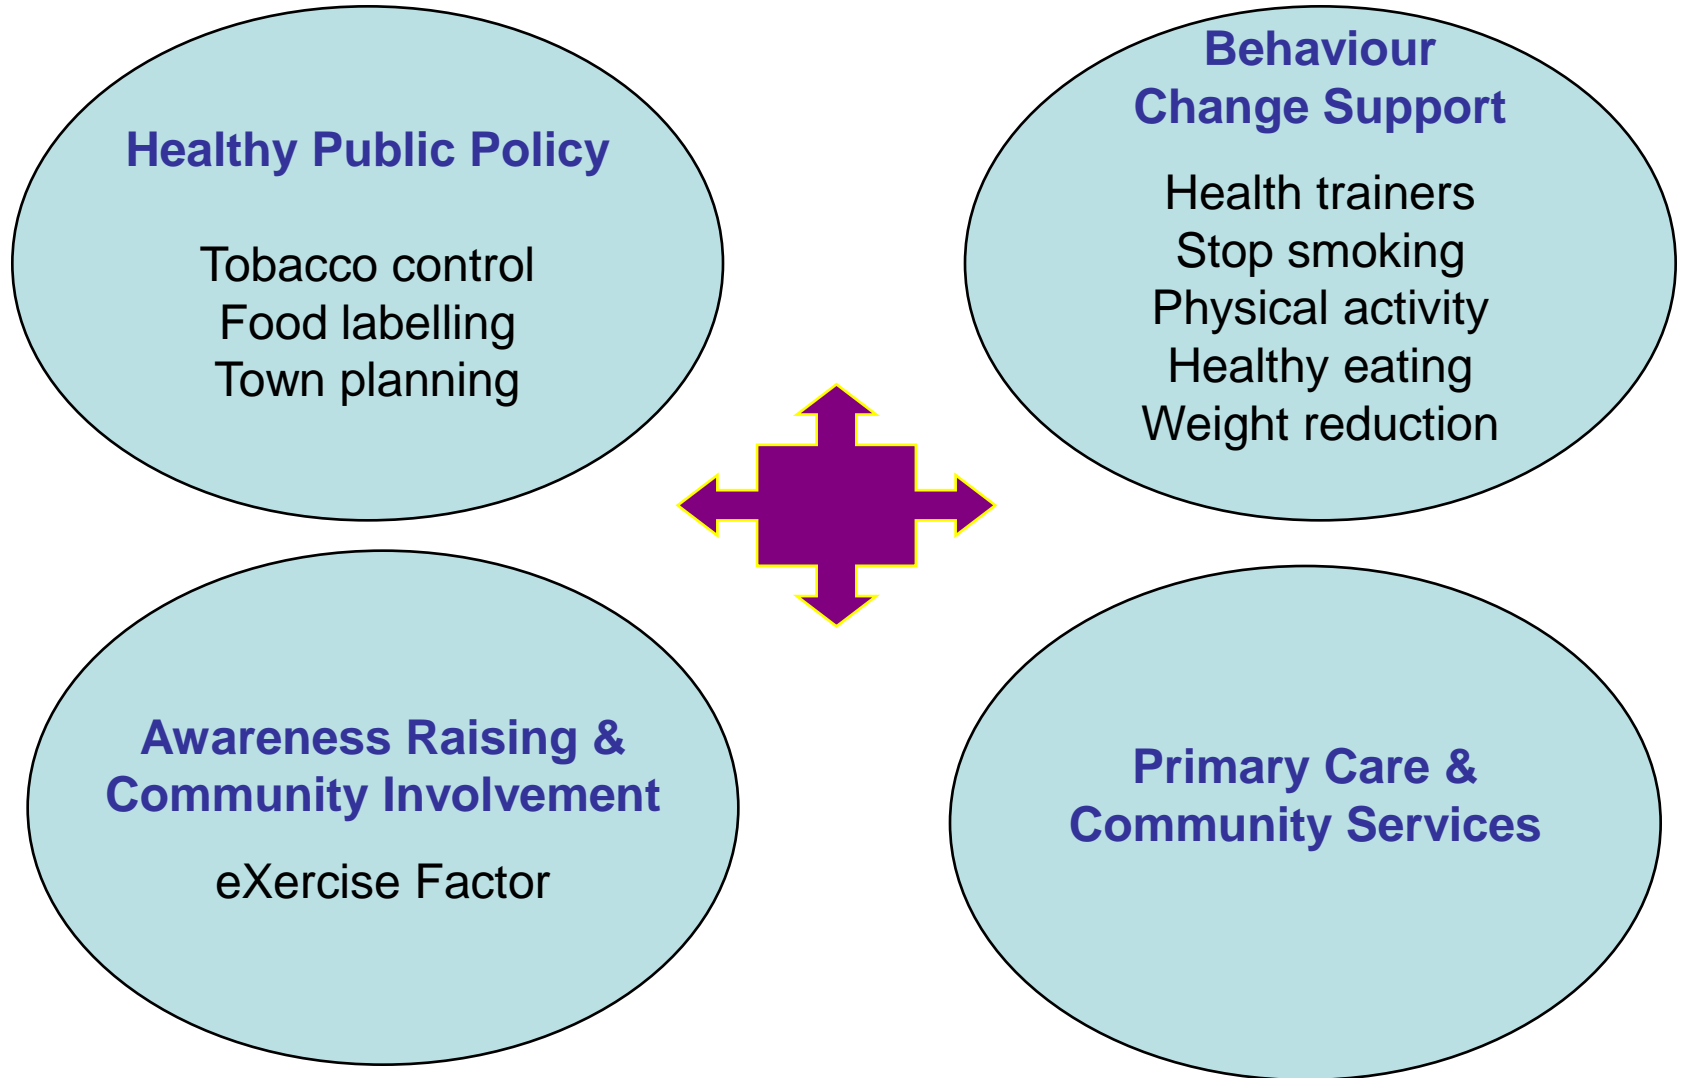 Healthy Public Policy
Tobacco control
Food labelling
Town planning
Behaviour
Change Support
Health trainers
Stop smoking
Physical activity
Healthy eating
Weight reduction
Awareness Raising &
Community Involvement
eXercise Factor
Primary Care &
Community Services